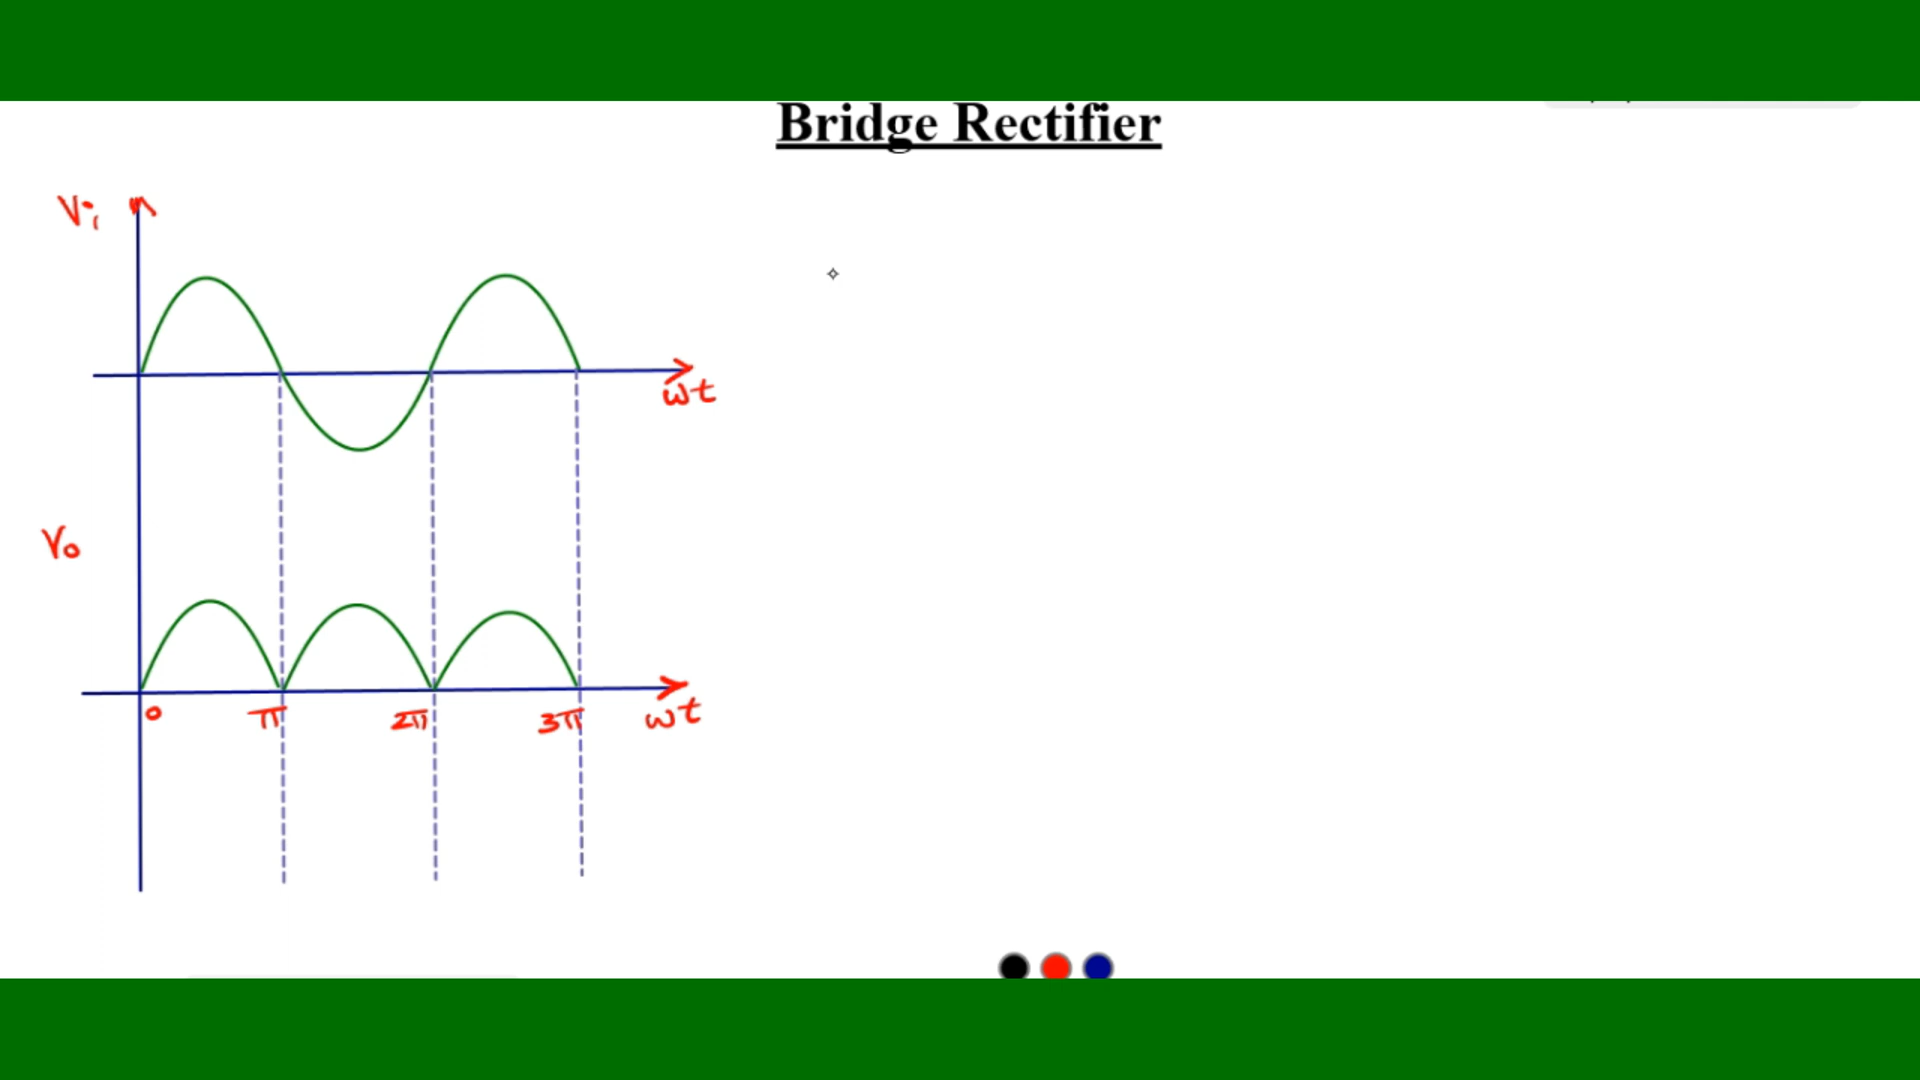 Bridge Rectifier
Vi
ωt
Vo
0 π 2π 3π ωt